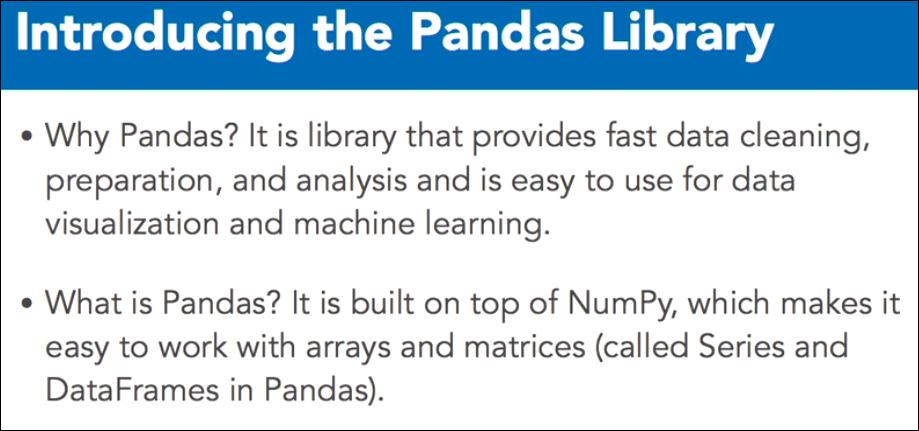 Introducing the Pandas Library
• Why Pandas? It is library that provides fast data cleaning,
preparation, and analysis and is easy to use for data
visualization and machine learning.
• What is Pandas? It is built on top of NumPy, which makes it
easy to work with arrays and matrices (called Series and
DataFrames in Pandas).